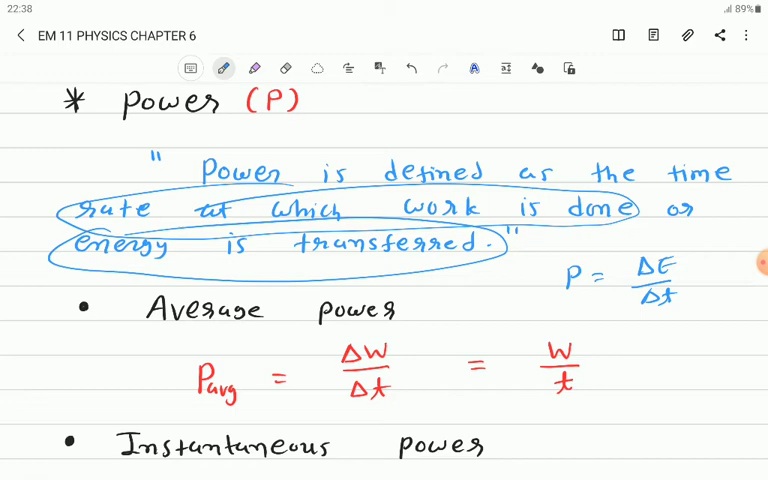 22:38 89%
EM 11 PHYSICS CHAPTER 6
* Power (P)
" Power is defined as the time
rate at which work is done or
energy is transferred."
P = ΔE/Δt
• Average power
Pavg = ΔW/Δt = W/t
• Instantaneous power